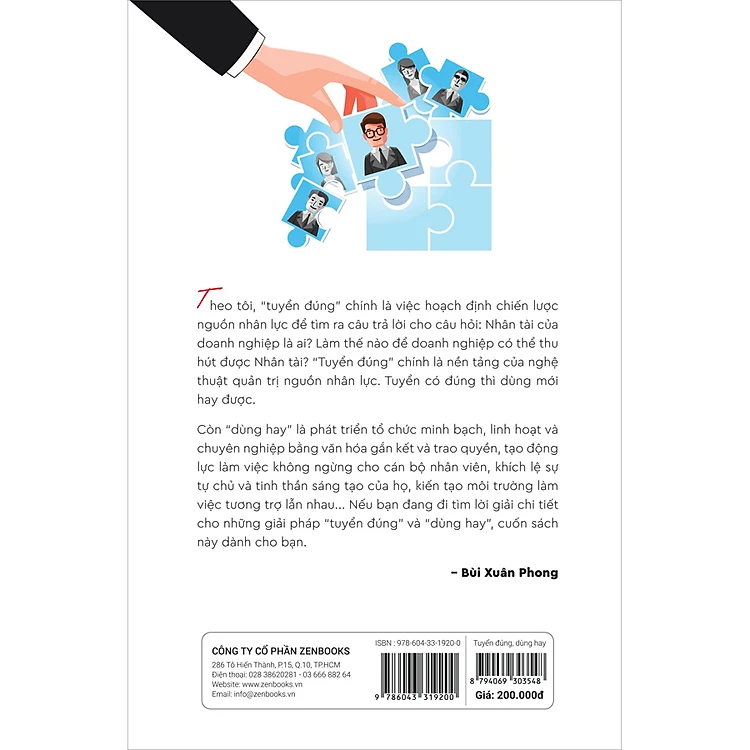 Theo tôi, “tuyển đúng” chính là việc hoạch định chiến lược
nguồn nhân lực để tìm ra câu trả lời cho câu hỏi: Nhân tài của
doanh nghiệp là ai? Làm thế nào để doanh nghiệp có thể thu
hút được Nhân tài? “Tuyển đúng” chính là nền tảng của nghệ
thuật quản trị nguồn nhân lực. Tuyển có đúng thì dùng mới
hay được.
Còn “dùng hay” là phát triển tổ chức minh bạch, linh hoạt và
chuyên nghiệp bằng văn hóa gắn kết và trao quyền, tạo động
lực làm việc không ngừng cho cán bộ nhân viên, khích lệ sự
tự chủ và tinh thần sáng tạo của họ, kiến tạo môi trường làm
việc tương trợ lẫn nhau... Nếu bạn đang đi tìm lời giải chi tiết
cho những giải pháp “tuyển đúng” và “dùng hay”, cuốn sách
này dành cho bạn.
– Bùi Xuân Phong
CÔNG TY CỔ PHẦN ZENBOOKS
286 Tô Hiến Thành, P.15, Q.10, TP.HCM
Điện thoại: 028 38620281 - 03 666 882 64
Website: www.zenbooks.vn
Email: info@zenbooks.vn
ISBN : 978-604-33-1920-0
9 786043 319200
Tuyển đúng, dùng hay
8 794069 303548
Giá: 200.000đ